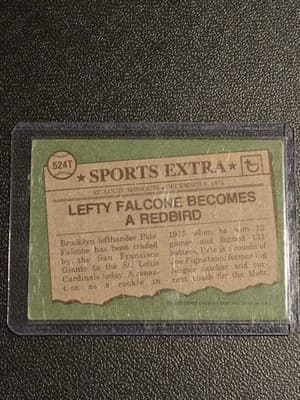 524T
★ SPORTS EXTRA ★
ST. LOUIS, MISSOURI • DECEMBER 8, 1975
LEFTY FALCONE BECOMES
A REDBIRD
Brooklyn lefthander Pete
Falcone has been traded
by the San Francisco
Giants to the St. Louis
Cardinals today. A sensa-
tion as a rookie in
1975 when he won 12
games and fanned 131
batters, Pete is a cousin of
Joe Pignatano, former big
league catcher and cur-
rent coach for the Mets.